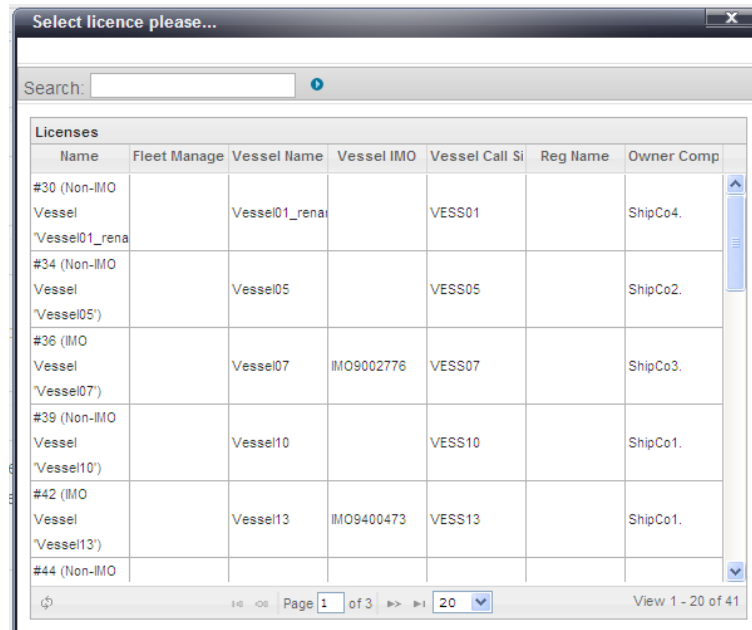 Select licence please...
x
Search:
Licenses
Name Fleet Manage Vessel Name Vessel IMO Vessel Call Si Reg Name Owner Comp
#30 (Non-IMO
Vessel Vessel01_renai VESS01 ShipCo4.
'Vessel01_rena
#34 (Non-IMO
Vessel Vessel05 VESS05 ShipCo2.
'Vessel05')
#36 (IMO
Vessel Vessel07 IMO9002776 VESS07 ShipCo3.
'Vessel07')
#39 (Non-IMO
Vessel Vessel10 VESS10 ShipCo1.
'Vessel10')
#42 (IMO
Vessel Vessel13 IMO9400473 VESS13 ShipCo1.
'Vessel13')
#44 (Non-IMO
Page 1 of 3 20 View 1 - 20 of 41